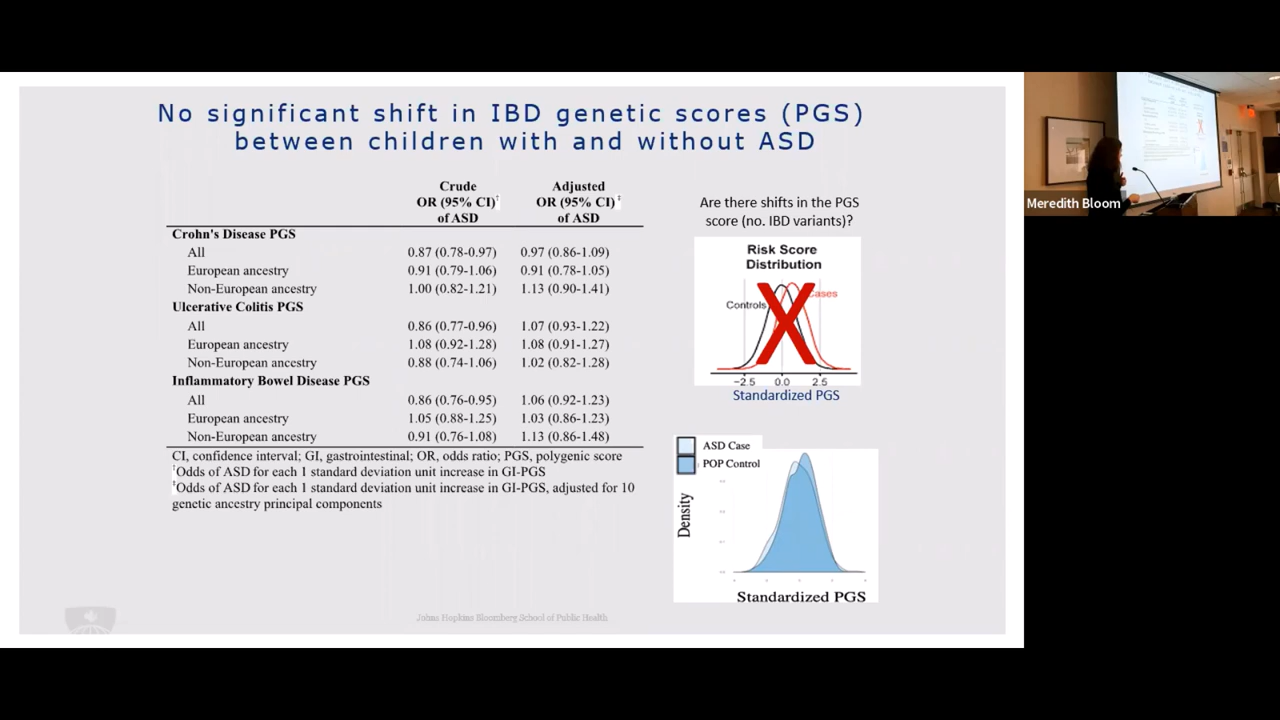 No significant shift in IBD genetic scores (PGS)
between children with and without ASD
Crude Adjusted
OR (95% CI)† OR (95% CI) ‡
of ASD of ASD
Crohn's Disease PGS
All 0.87 (0.78-0.97) 0.97 (0.86-1.09)
European ancestry 0.91 (0.79-1.06) 0.91 (0.78-1.05)
Non-European ancestry 1.00 (0.82-1.21) 1.13 (0.90-1.41)
Ulcerative Colitis PGS
All 0.86 (0.77-0.96) 1.07 (0.93-1.22)
European ancestry 1.08 (0.92-1.28) 1.08 (0.91-1.27)
Non-European ancestry 0.88 (0.74-1.06) 1.02 (0.82-1.28)
Inflammatory Bowel Disease PGS
All 0.86 (0.76-0.95) 1.06 (0.92-1.23)
European ancestry 1.05 (0.88-1.25) 1.03 (0.86-1.23)
Non-European ancestry 0.91 (0.76-1.08) 1.13 (0.86-1.48)
CI, confidence interval; GI, gastrointestinal; OR, odds ratio; PGS, polygenic score
†Odds of ASD for each 1 standard deviation unit increase in GI-PGS
‡Odds of ASD for each 1 standard deviation unit increase in GI-PGS, adjusted for 10
genetic ancestry principal components
Are there shifts in the PGS
score (no. IBD variants)?
Risk Score
Distribution
Controls Cases
−2.5 0.0 2.5
Standardized PGS
ASD Case
POP Control
Density
Standardized PGS
Johns Hopkins Bloomberg School of Public Health
Meredith Bloom